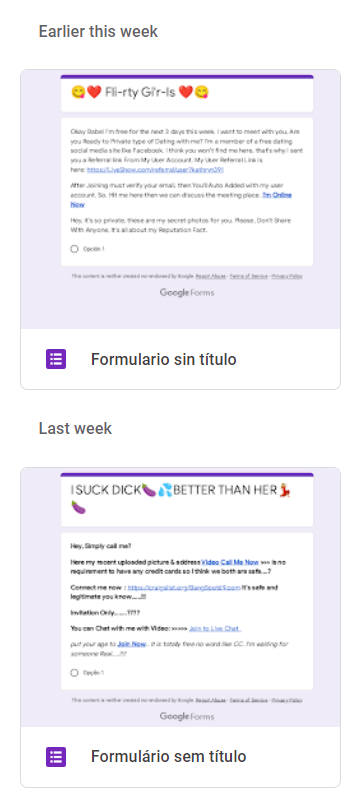 Earlier this week
😋❤️ Fli-rty Gi'r-ls ❤️😋
Okay Babe! I'm free for the next 3 days this week. I want to meet with you, Are
you Ready to Private type of Dating with me? I'm a member of a free dating
social media site like Facebook. I think you won't find me here. that's why I sent
you a Referral link From My User Account. My User Referral Link is
here:
After Joining must verify your email, then You'll Auto Added with my user
account. So, Hit me here then we can discuss the meeting place. I'm Online
Now
Hey, it's so private, these are my secret photos for you. Please, Don't Share
With Anyone, It's all about my Reputation Fact.
Opción 1
This content is neither created nor endorsed by Google. Report Abuse - Terms of Service - Privacy Policy
Google Forms
Formulario sin título
Last week
I SUCK DICK🍆💦BETTER THAN HER💃
🍆
Hey, Simply call me?
Here my recent uploaded picture & address Video Call Me Now >>> is no
requirement to have any credit cards so I think we both are safe....?
Connect me now : It's safe and
legitimate you know......!!!
Invitation Only.......????
You can Chat with me with Video: >>>>> Join to Live Chat
put your age to Join Now.. it is totally free no word like CC. I'm waiting for
someone Real.....!!!
Opção 1
This content is neither created nor endorsed by Google. Report Abuse - Terms of Service - Privacy Policy
Google Forms
Formulário sem título